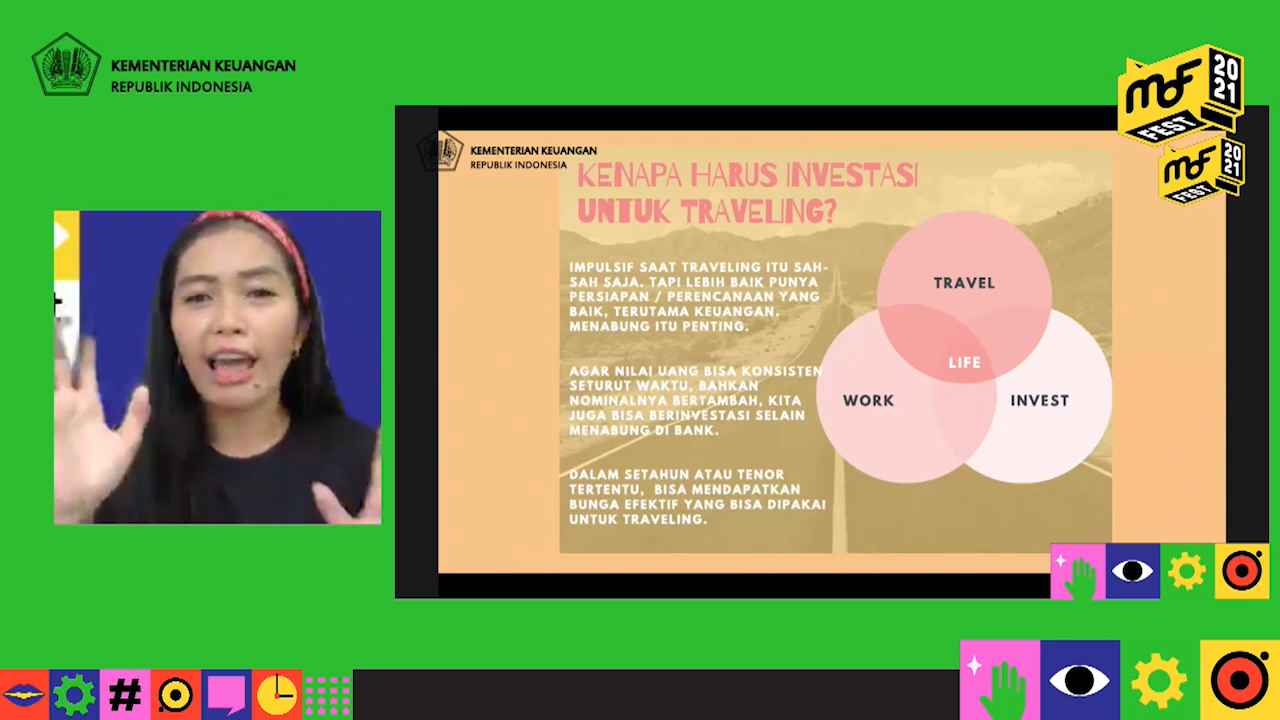 KEMENTERIAN KEUANGAN
REPUBLIK INDONESIA
MOF
FEST
2021
KEMENTERIAN KEUANGAN
REPUBLIK INDONESIA
MOF
FEST
2021
KENAPA HARUS INVESTASI
UNTUK TRAVELING?
IMPULSIF SAAT TRAVELING ITU SAH-
SAH SAJA. TAPI LEBIH BAIK PUNYA
PERSIAPAN / PERENCANAAN YANG
BAIK, TERUTAMA KEUANGAN.
MENABUNG ITU PENTING.
AGAR NILAI UANG BISA KONSISTEN
SETURUT WAKTU, BAHKAN
NOMINALNYA BERTAMBAH, KITA
JUGA BISA BERINVESTASI SELAIN
MENABUNG DI BANK.
DALAM SETAHUN ATAU TENOR
TERTENTU, BISA MENDAPATKAN
BUNGA EFEKTIF YANG BISA DIPAKAI
UNTUK TRAVELING.
TRAVEL
LIFE
WORK
INVEST
#